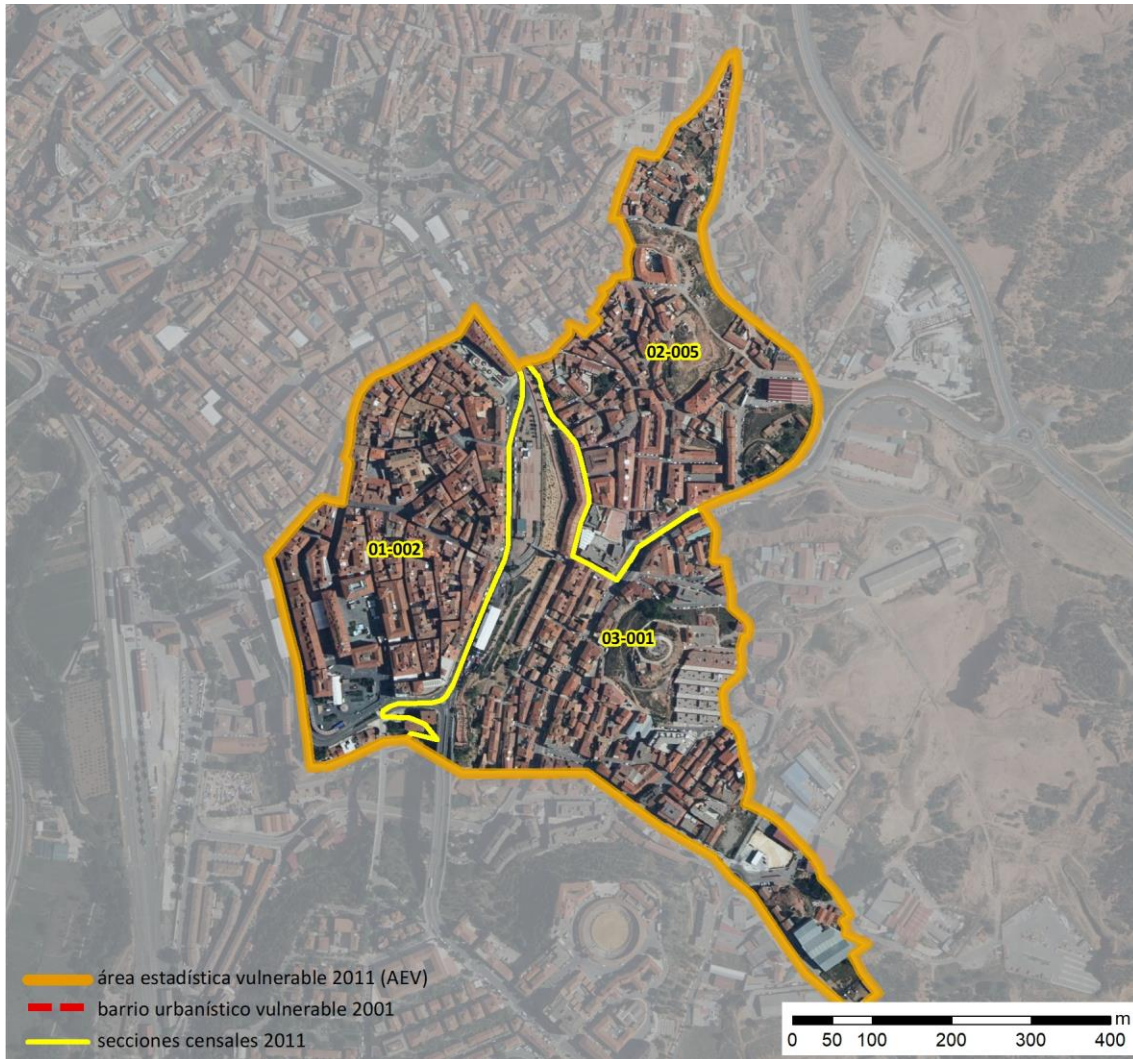 02-005
01-002
03-001
área estadística vulnerable 2011 (AEV)
barrio urbanístico vulnerable 2001
secciones censales 2011
m
0 50 100 200 300 400